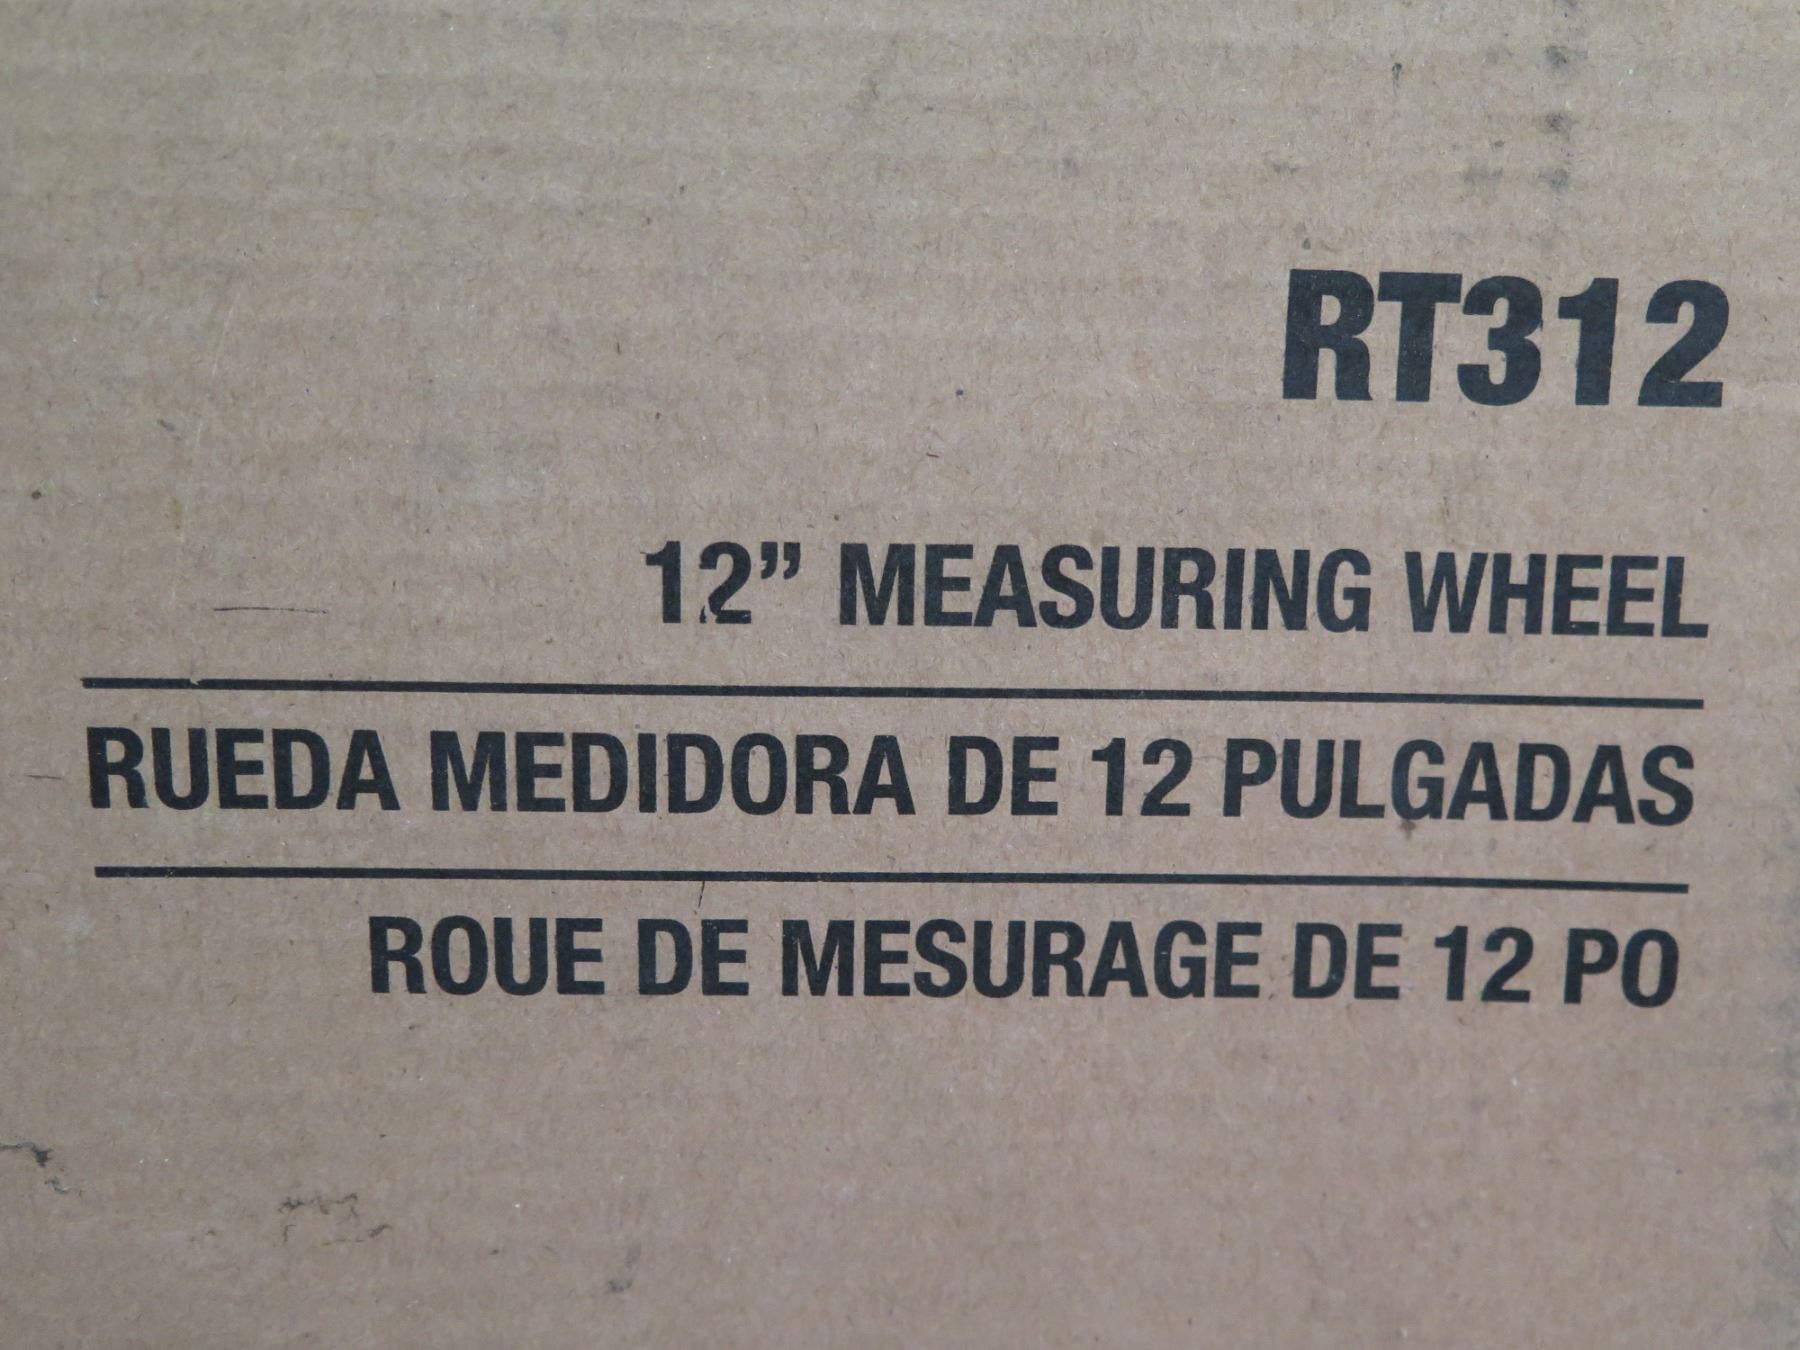 RT312
12” MEASURING WHEEL
RUEDA MEDIDORA DE 12 PULGADAS
ROUE DE MESURAGE DE 12 PO